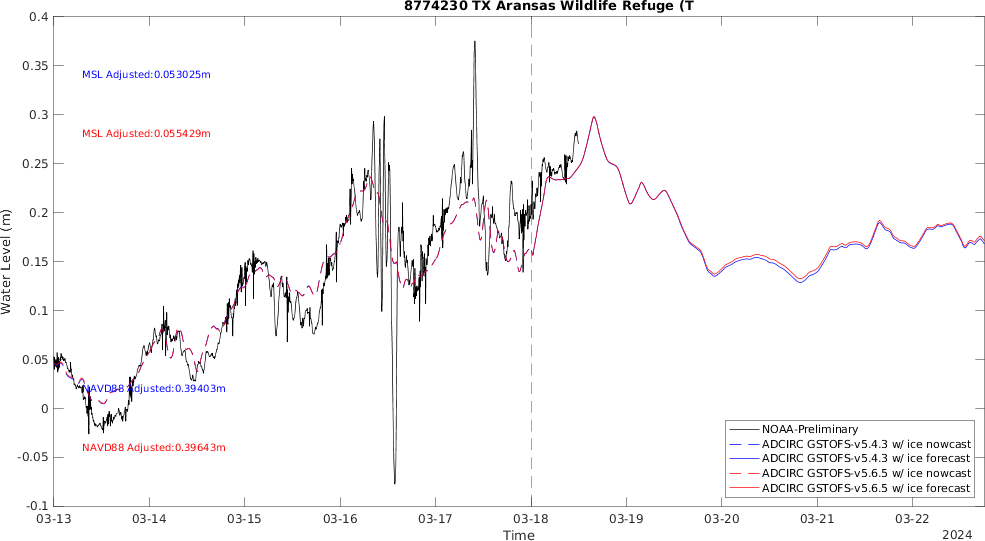 8774230 TX Aransas Wildlife Refuge (T
0.4
0.35
0.3
0.25
0.2
0.15
0.1
0.05
0
-0.05
-0.1
Water Level (m)
MSL Adjusted:0.053025m
MSL Adjusted:0.055429m
NAVD88 Adjusted:0.39403m
NAVD88 Adjusted:0.39643m
NOAA-Preliminary
ADCIRC GSTOFS-v5.4.3 w/ ice nowcast
ADCIRC GSTOFS-v5.4.3 w/ ice forecast
ADCIRC GSTOFS-v5.6.5 w/ ice nowcast
ADCIRC GSTOFS-v5.6.5 w/ ice forecast
03-13 03-14 03-15 03-16 03-17 03-18 03-19 03-20 03-21 03-22
Time
2024